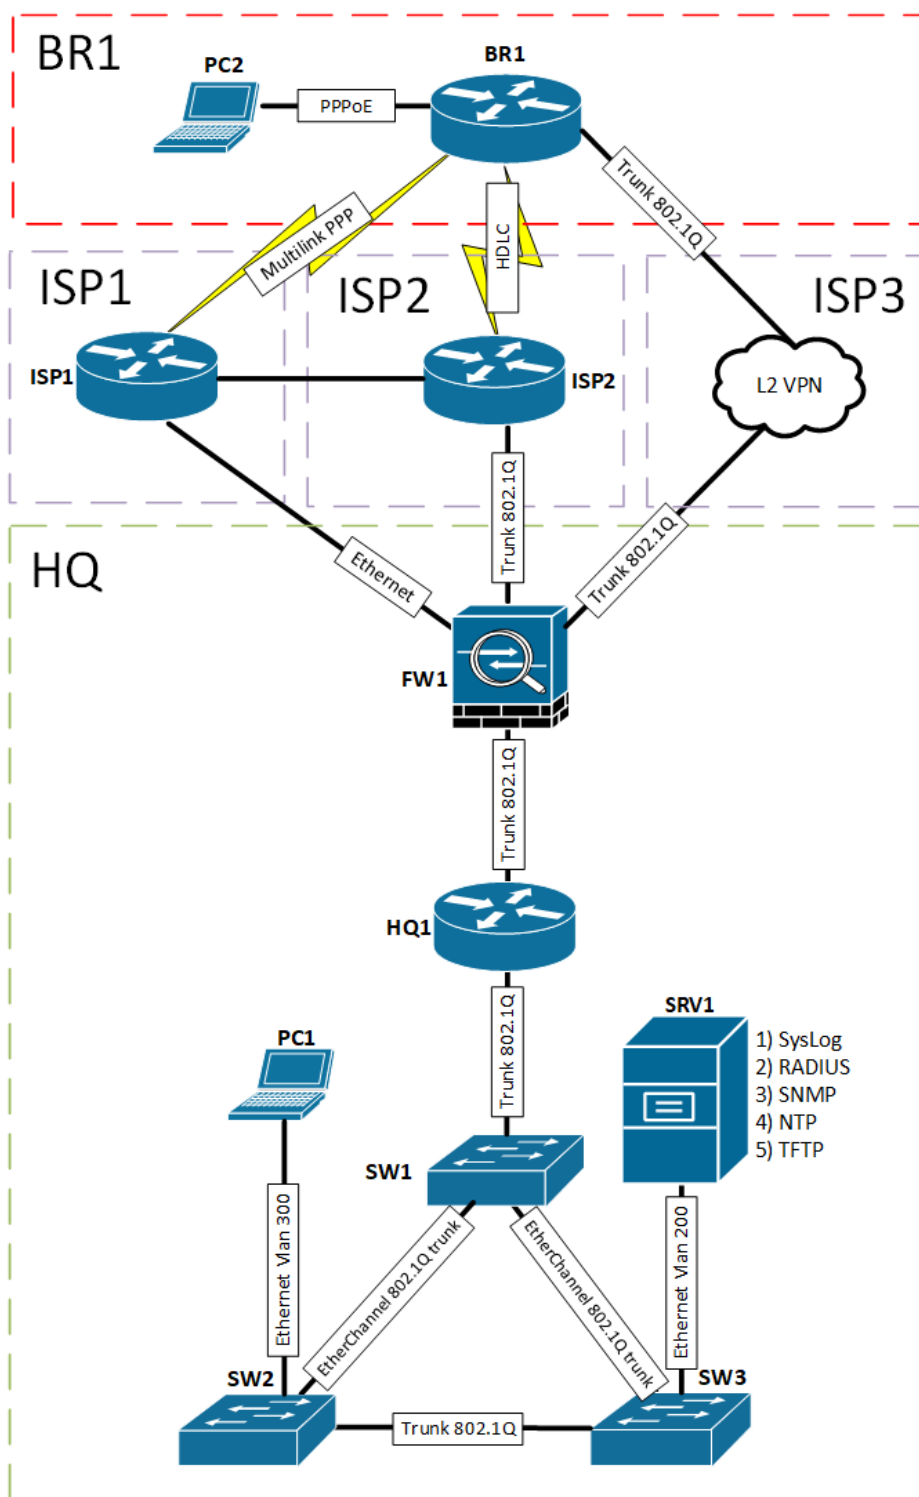 BR1
PC2
BR1
PPPoE
Trunk 802.1Q
Multilink PPP
HDLC
ISP1
ISP2
ISP3
ISP1
ISP2
L2 VPN
Trunk 802.1Q
Trunk 802.1Q
Ethernet
HQ
FW1
Trunk 802.1Q
HQ1
Trunk 802.1Q
SRV1
1) SysLog
2) RADIUS
3) SNMP
4) NTP
5) TFTP
PC1
SW1
Ethernet Vlan 300
EtherChannel 802.1Q trunk
EtherChannel 802.1Q trunk
Ethernet Vlan 200
SW2
SW3
Trunk 802.1Q